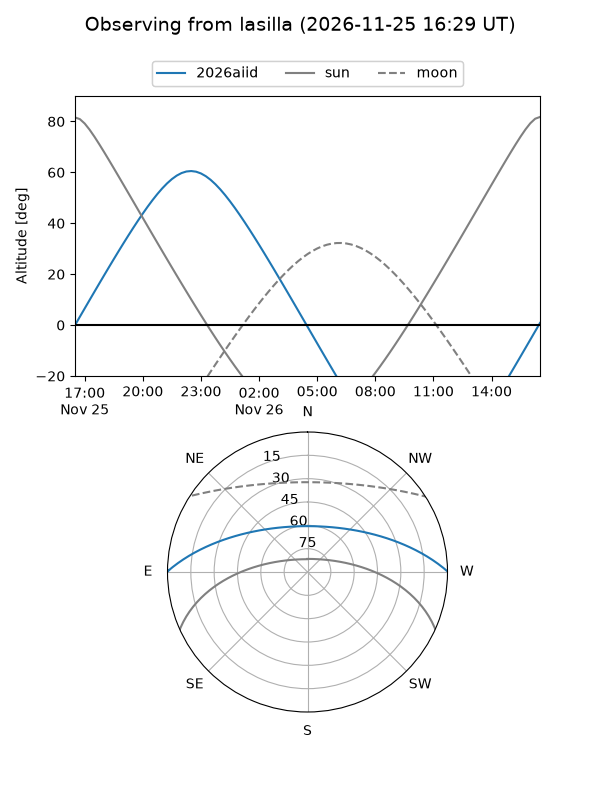 Observing from lasilla (2026-11-25 16:29 UT)
2026aiid sun moon
Altitude [deg]
80
60
40
20
0
−20
17:00 20:00 23:00 02:00 05:00 08:00 11:00 14:00
Nov 25 Nov 26
N
NE NW
15
30
45
60
75
E W
SE SW
S